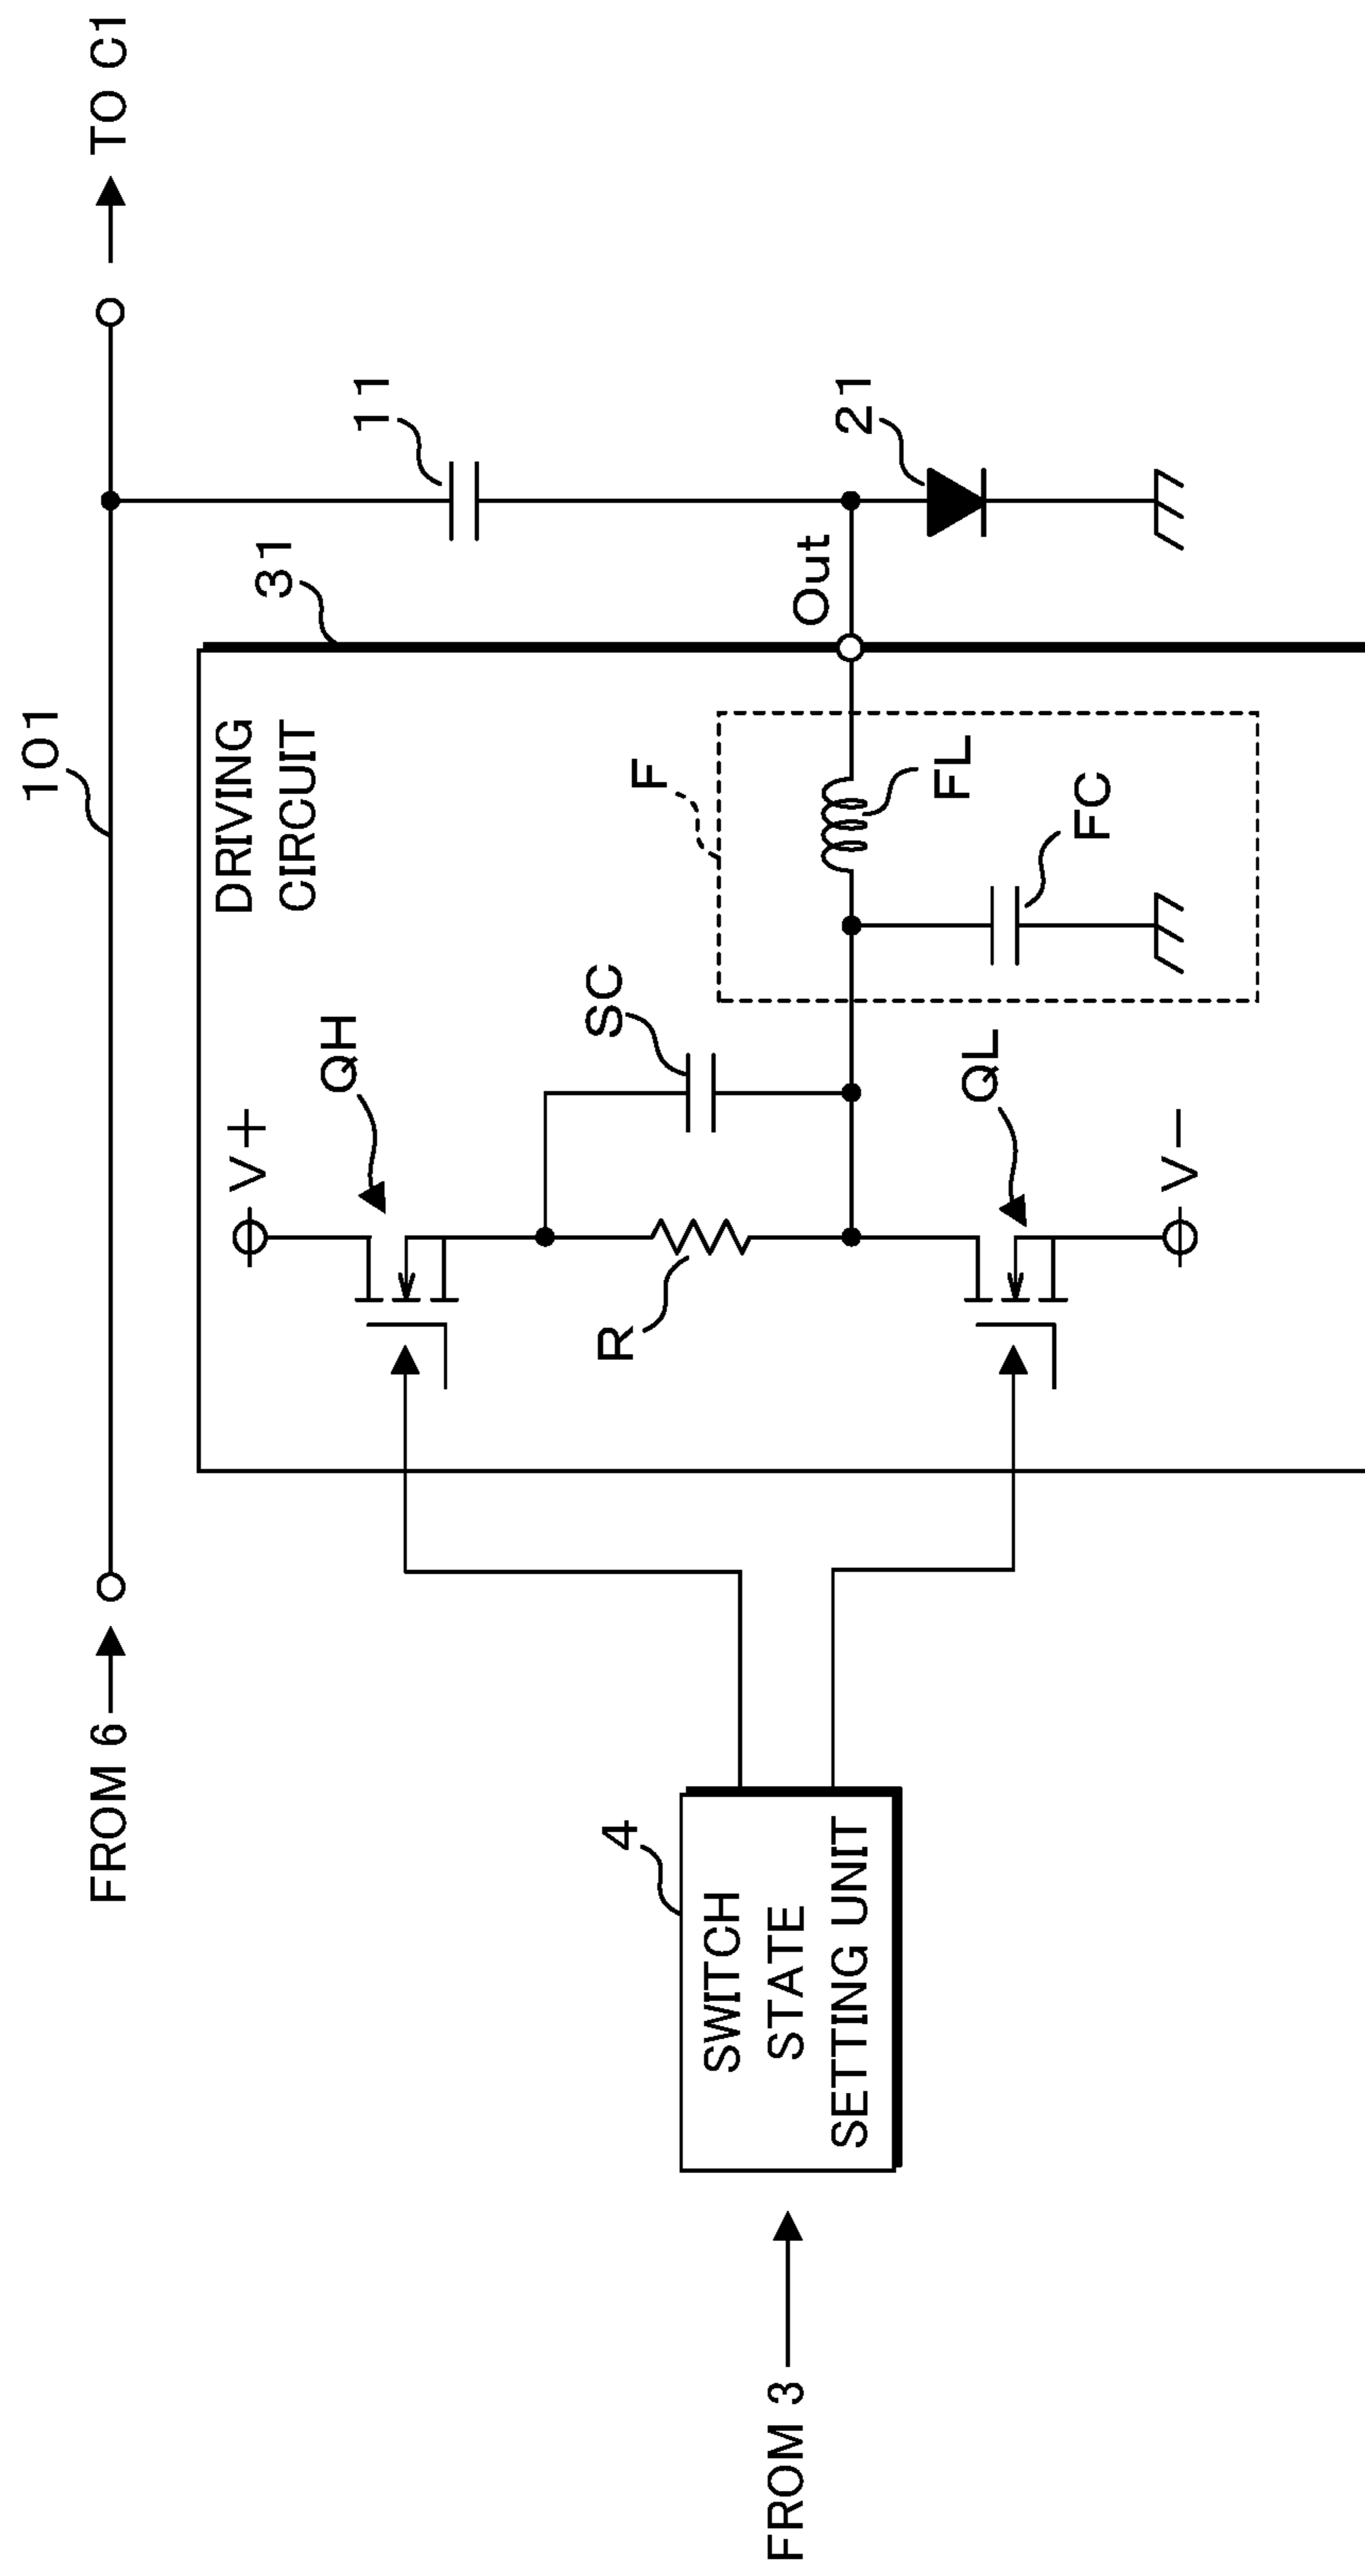 101
FROM 6
TO C1
31
11
DRIVING
CIRCUIT
V+
QH
SC
R
F
FL
FC
Out
21
QL
V−
4
SWITCH
STATE
SETTING UNIT
FROM 3